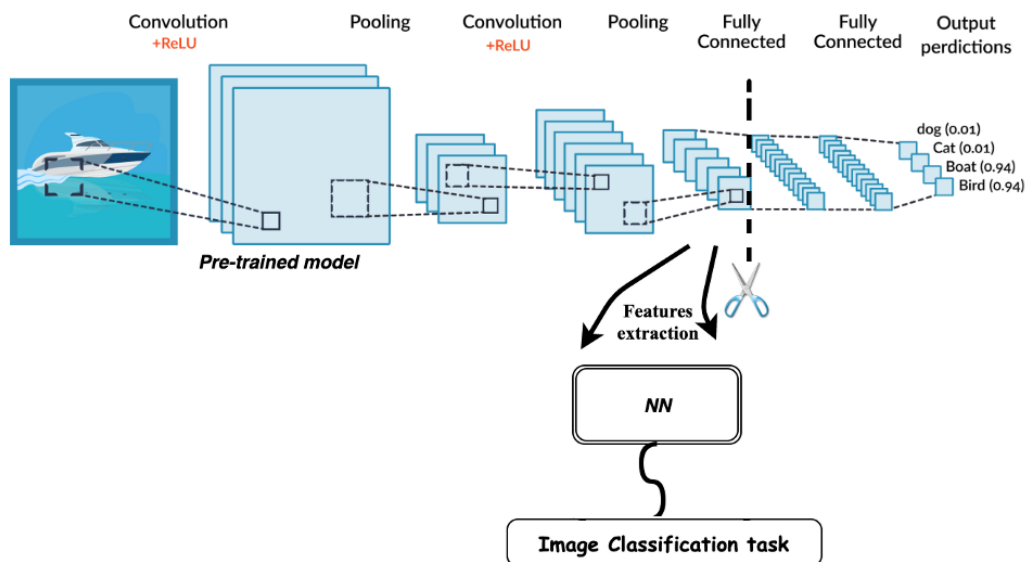 Convolution
+ReLU
Pooling
Convolution
+ReLU
Pooling
Fully
Connected
Fully
Connected
Output
perdictions
dog (0.01)
Cat (0.01)
Boat (0.94)
Bird (0.94)
Pre-trained model
Features
extraction
NN
Image Classification task